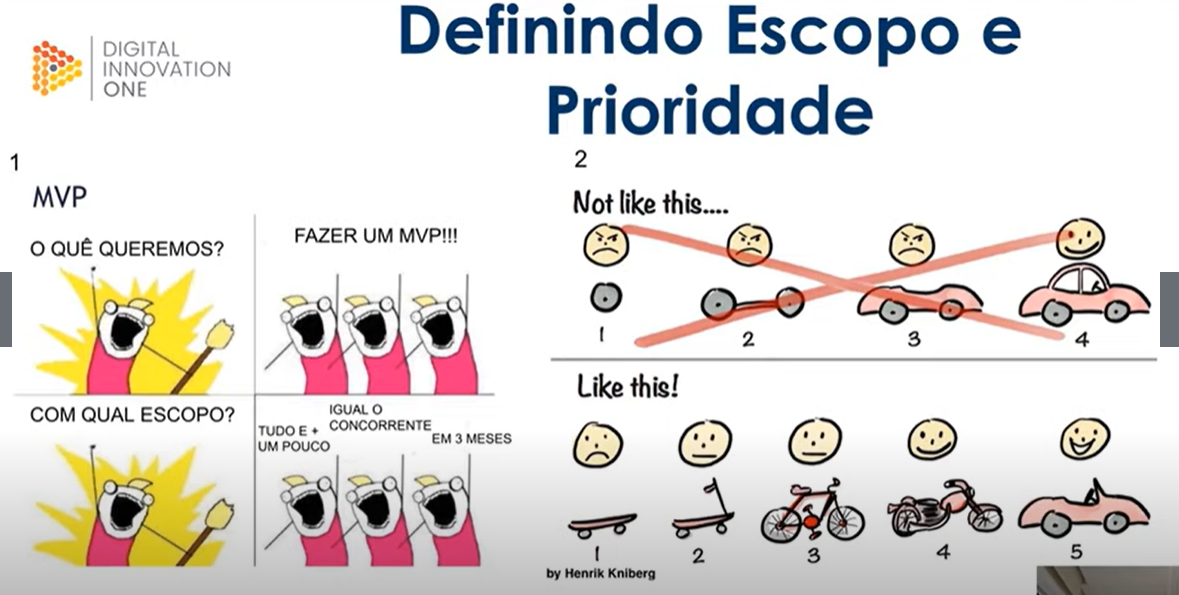 DIGITAL
INNOVATION
ONE
Definindo Escopo e
Prioridade
1
MVP
O QUÊ QUEREMOS?
FAZER UM MVP!!!
COM QUAL ESCOPO?
TUDO E +
UM POUCO
IGUAL O
CONCORRENTE
EM 3 MESES
2
Not like this....
1
2
3
4
Like this!
1
2
3
4
5
by Henrik Kniberg